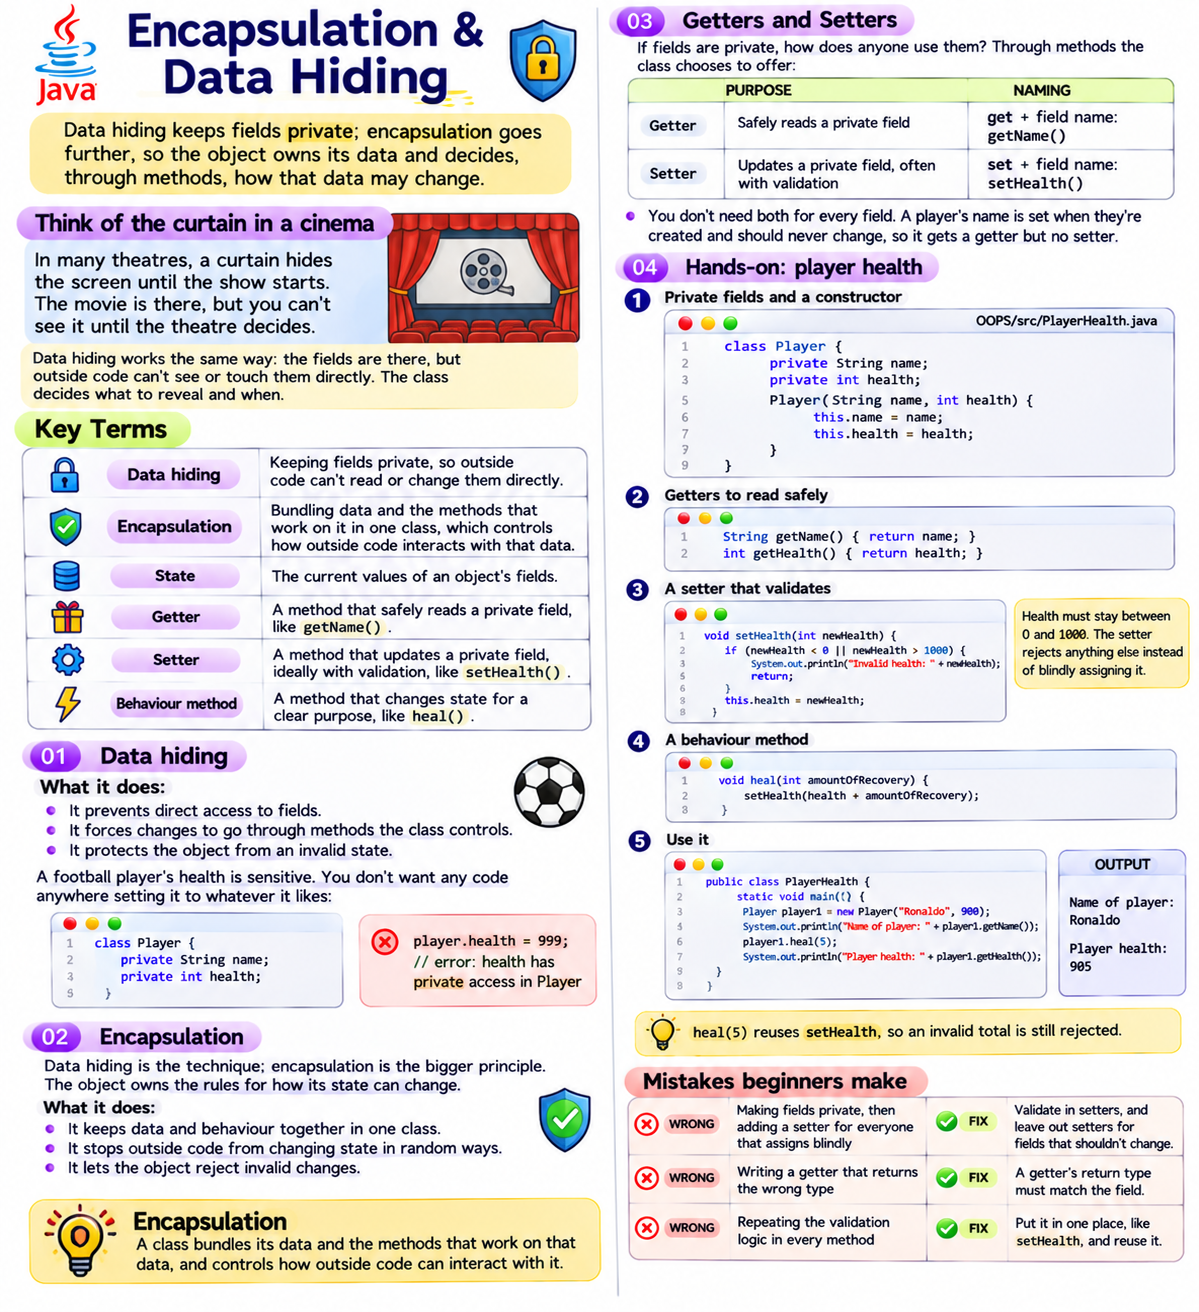 Java
Encapsulation &
Data Hiding
Data hiding keeps fields private; encapsulation goes
further, so the object owns its data and decides,
through methods, how that data may change.
Think of the curtain in a cinema
In many theatres, a curtain hides
the screen until the show starts.
The movie is there, but you can't
see it until the theatre decides.
Data hiding works the same way: the fields are there, but
outside code can't see or touch them directly. The class
decides what to reveal and when.
Key Terms
Data hiding
Keeping fields private, so outside
code can't read or change them directly.
Encapsulation
Bundling data and the methods that
work on it in one class, which controls
how outside code interacts with that data.
State
The current values of an object's fields.
Getter
A method that safely reads a private field,
like getName() .
Setter
A method that updates a private field,
ideally with validation, like setHealth() .
Behaviour method
A method that changes state for a
clear purpose, like heal() .
01 Data hiding
What it does:
• It prevents direct access to fields.
• It forces changes to go through methods the class controls.
• It protects the object from an invalid state.
A football player's health is sensitive. You don't want any code
anywhere setting it to whatever it likes:
1 class Player {
2 private String name;
3 private int health;
5 }
player.health = 999;
// error: health has
private access in Player
02 Encapsulation
Data hiding is the technique; encapsulation is the bigger principle.
The object owns the rules for how its state can change.
What it does:
• It keeps data and behaviour together in one class.
• It stops outside code from changing state in random ways.
• It lets the object reject invalid changes.
Encapsulation
A class bundles its data and the methods that work on that
data, and controls how outside code can interact with it.
03 Getters and Setters
If fields are private, how does anyone use them? Through methods the
class chooses to offer:
PURPOSE NAMING
Getter
Safely reads a private field
get + field name:
getName()
Setter
Updates a private field, often
with validation
set + field name:
setHealth()
• You don't need both for every field. A player's name is set when they're
created and should never change, so it gets a getter but no setter.
04 Hands-on: player health
1 Private fields and a constructor
OOPS/src/PlayerHealth.java
1 class Player {
2 private String name;
3 private int health;
5 Player(String name, int health) {
6 this.name = name;
7 this.health = health;
}
9 }
2 Getters to read safely
1 String getName() { return name; }
2 int getHealth() { return health; }
3 A setter that validates
1 void setHealth(int newHealth) {
2 if (newHealth < 0 || newHealth > 1000) {
3 System.out.println("Invalid health: " + newHealth);
5 return;
6 }
8 this.health = newHealth;
8 }
Health must stay between
0 and 1000. The setter
rejects anything else instead
of blindly assigning it.
4 A behaviour method
1 void heal(int amountOfRecovery) {
2 setHealth(health + amountOfRecovery);
3 }
5 Use it
1 public class PlayerHealth {
2 static void main() {
3 Player player1 = new Player("Ronaldo", 900);
4 System.out.println("Name of player: " + player1.getName());
6 player1.heal(5);
7 System.out.println("Player health: " + player1.getHealth());
9 }
8 }
OUTPUT
Name of player:
Ronaldo
Player health:
905
heal(5) reuses setHealth, so an invalid total is still rejected.
Mistakes beginners make
WRONG
Making fields private, then
adding a setter for everyone
that assigns blindly
FIX
Validate in setters, and
leave out setters for
fields that shouldn't change.
WRONG
Writing a getter that returns
the wrong type
FIX
A getter's return type
must match the field.
WRONG
Repeating the validation
logic in every method
FIX
Put it in one place, like
setHealth, and reuse it.